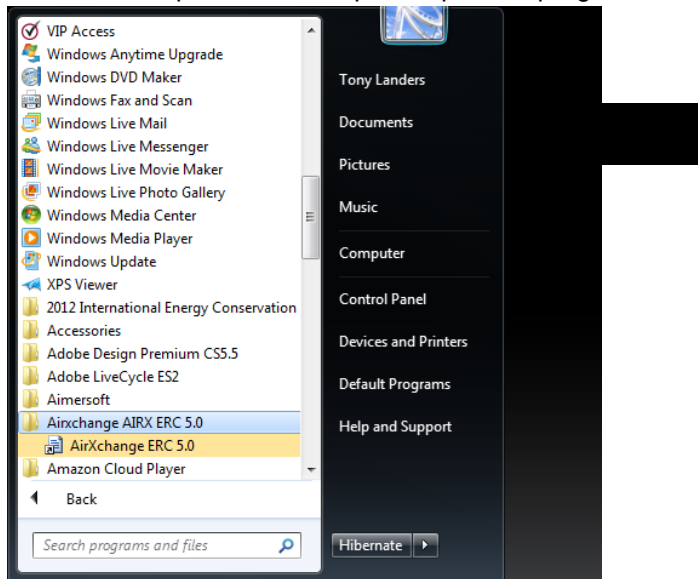 VIP Access
Windows Anytime Upgrade
Windows DVD Maker
Windows Fax and Scan
Windows Live Mail
Windows Live Messenger
Windows Live Movie Maker
Windows Live Photo Gallery
Windows Media Center
Windows Media Player
Windows Update
XPS Viewer
2012 International Energy Conservation
Accessories
Adobe Design Premium CS5.5
Adobe LiveCycle ES2
Aimersoft
Airxchange AIRX ERC 5.0
AirXchange ERC 5.0
Amazon Cloud Player
Back
Search programs and files
Tony Landers
Documents
Pictures
Music
Computer
Control Panel
Devices and Printers
Default Programs
Help and Support
Hibernate